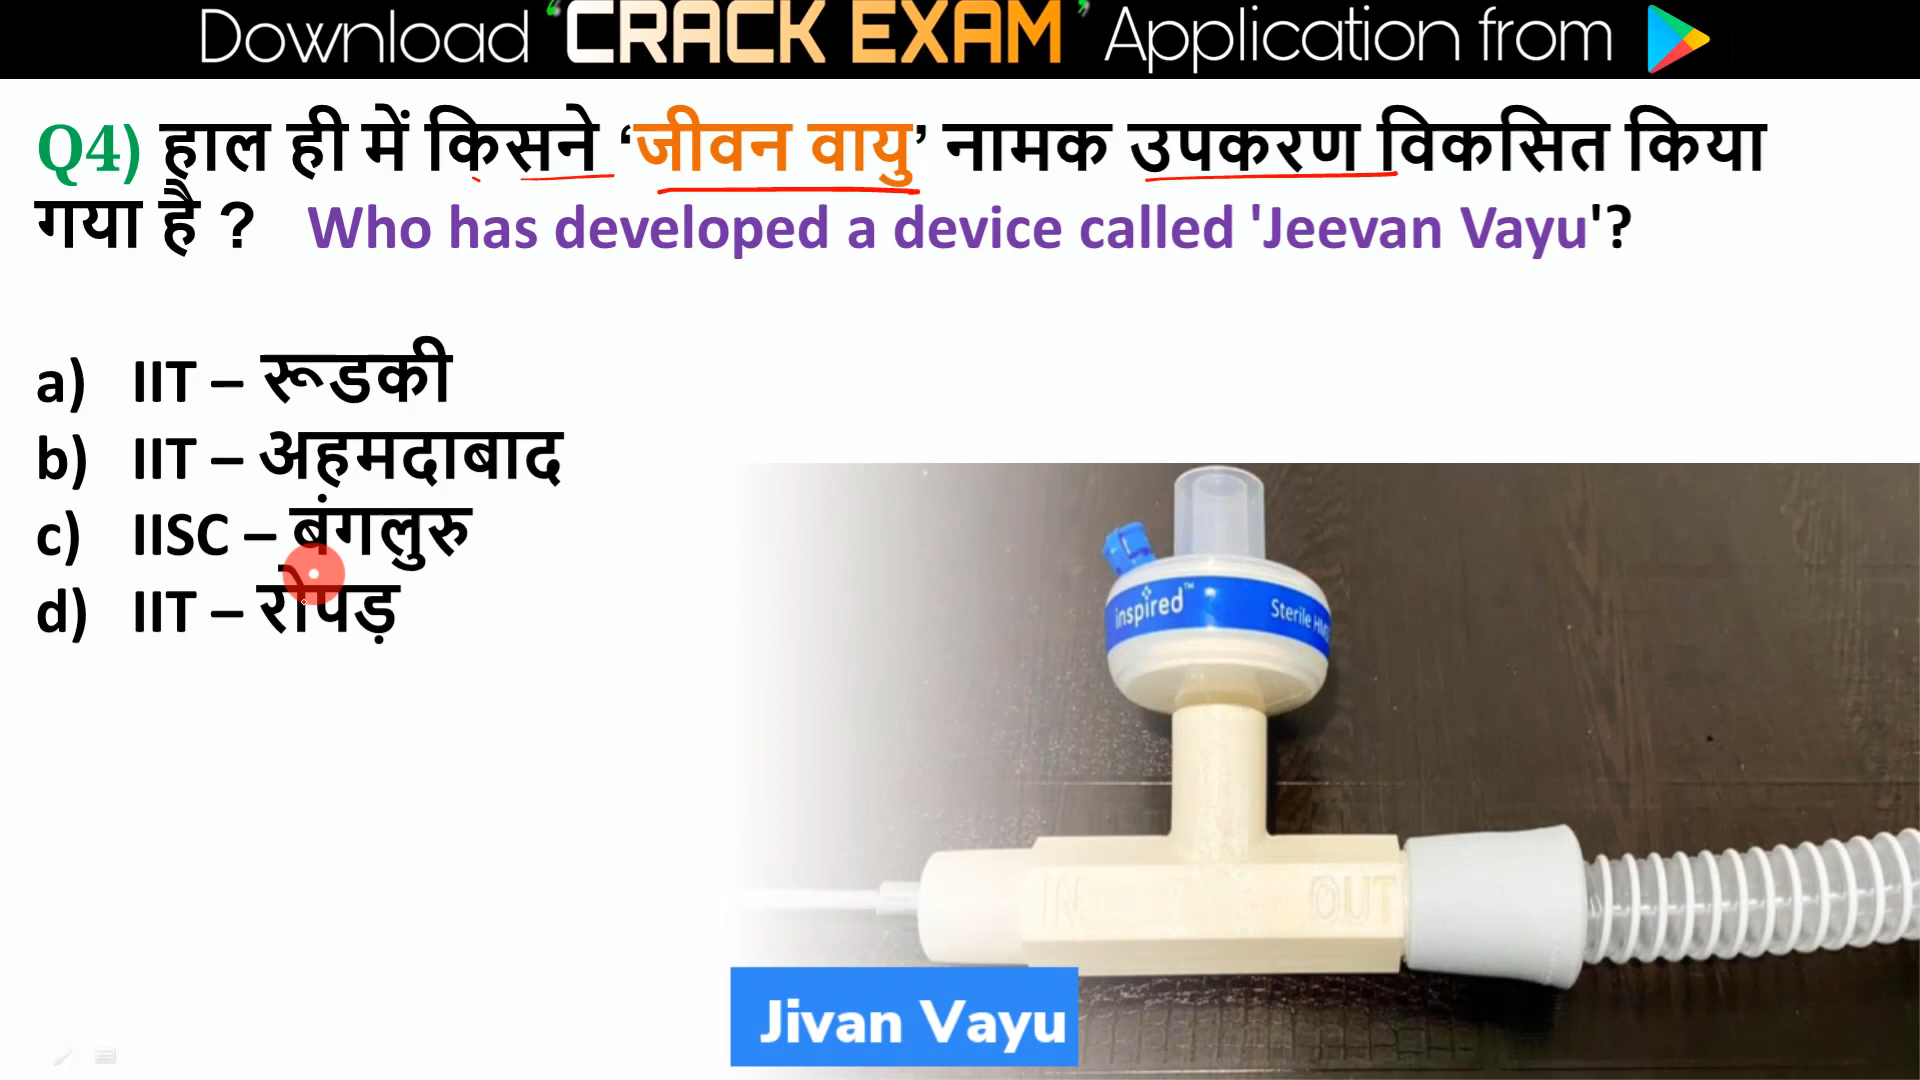 Download ‘CRACK EXAM’ Application from
Q4) हाल ही में किसने ‘जीवन वायु’ नामक उपकरण विकसित किया
गया है ? Who has developed a device called 'Jeevan Vayu'?
a) IIT – रूडकी
b) IIT – अहमदाबाद
c) IISC – बंगलुरु
d) IIT – रोपड़
inspired™ Sterile
IN OUT
Jivan Vayu